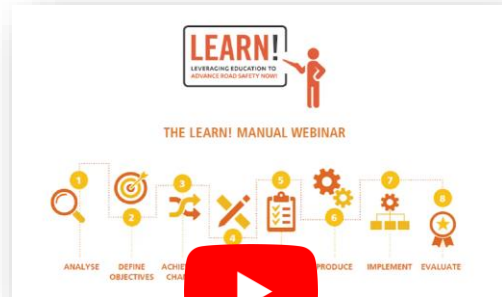 LEARN!
LEVERAGING EDUCATION TO
ADVANCE ROAD SAFETY NOW!
THE LEARN! MANUAL WEBINAR
1
2
3
4
5
6
7
8
ANALYSE
DEFINE
OBJECTIVES
IMPLEMENT
EVALUATE